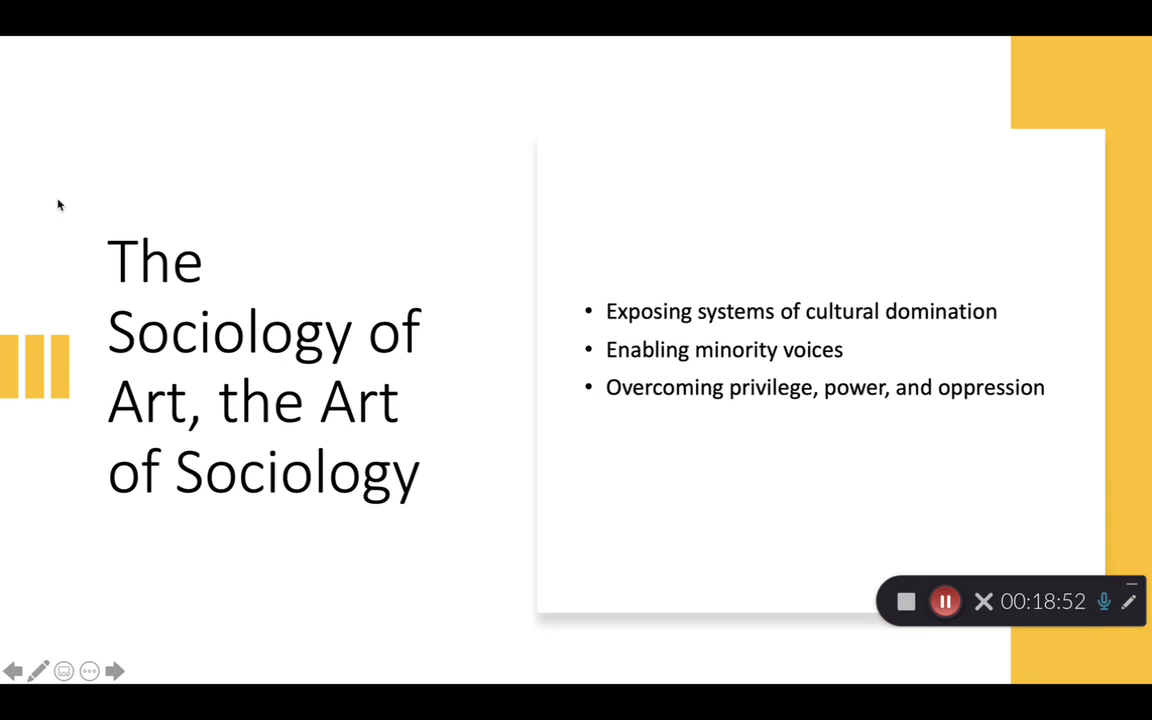 The
Sociology of
Art, the Art
of Sociology
• Exposing systems of cultural domination
• Enabling minority voices
• Overcoming privilege, power, and oppression
00:18:52